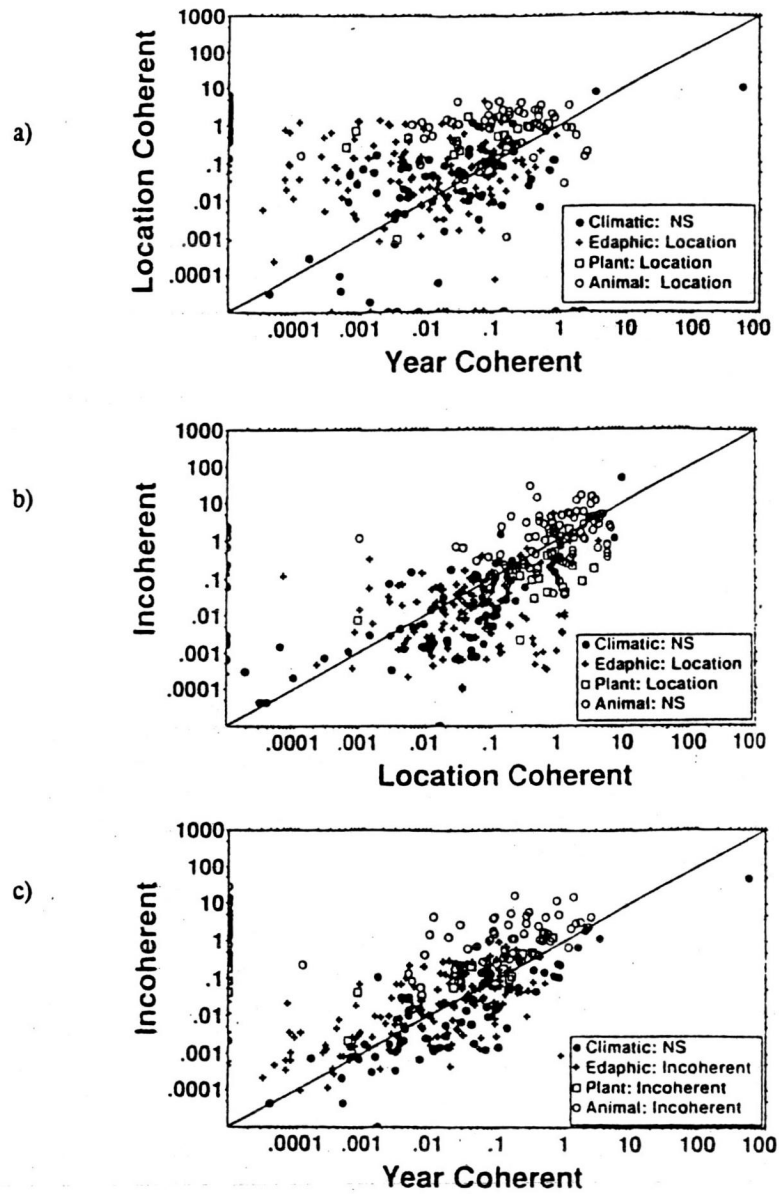 a)
Location Coherent
1000
100
10
1
.1
.01
.001
.0001
● Climatic: NS
+ Edaphic: Location
□ Plant: Location
○ Animal: Location
.0001 .001 .01 .1 1 10 100 100
Year Coherent
b)
Incoherent
1000
100
10
1
.1
.01
.001
.0001
● Climatic: NS
+ Edaphic: Location
□ Plant: Location
○ Animal: NS
.0001 .001 .01 .1 1 10 100 100
Location Coherent
c)
Incoherent
1000
100
10
1
.1
.01
.001
.0001
● Climatic: NS
+ Edaphic: Incoherent
□ Plant: Incoherent
○ Animal: Incoherent
.0001 .001 .01 .1 1 10 100 100
Year Coherent